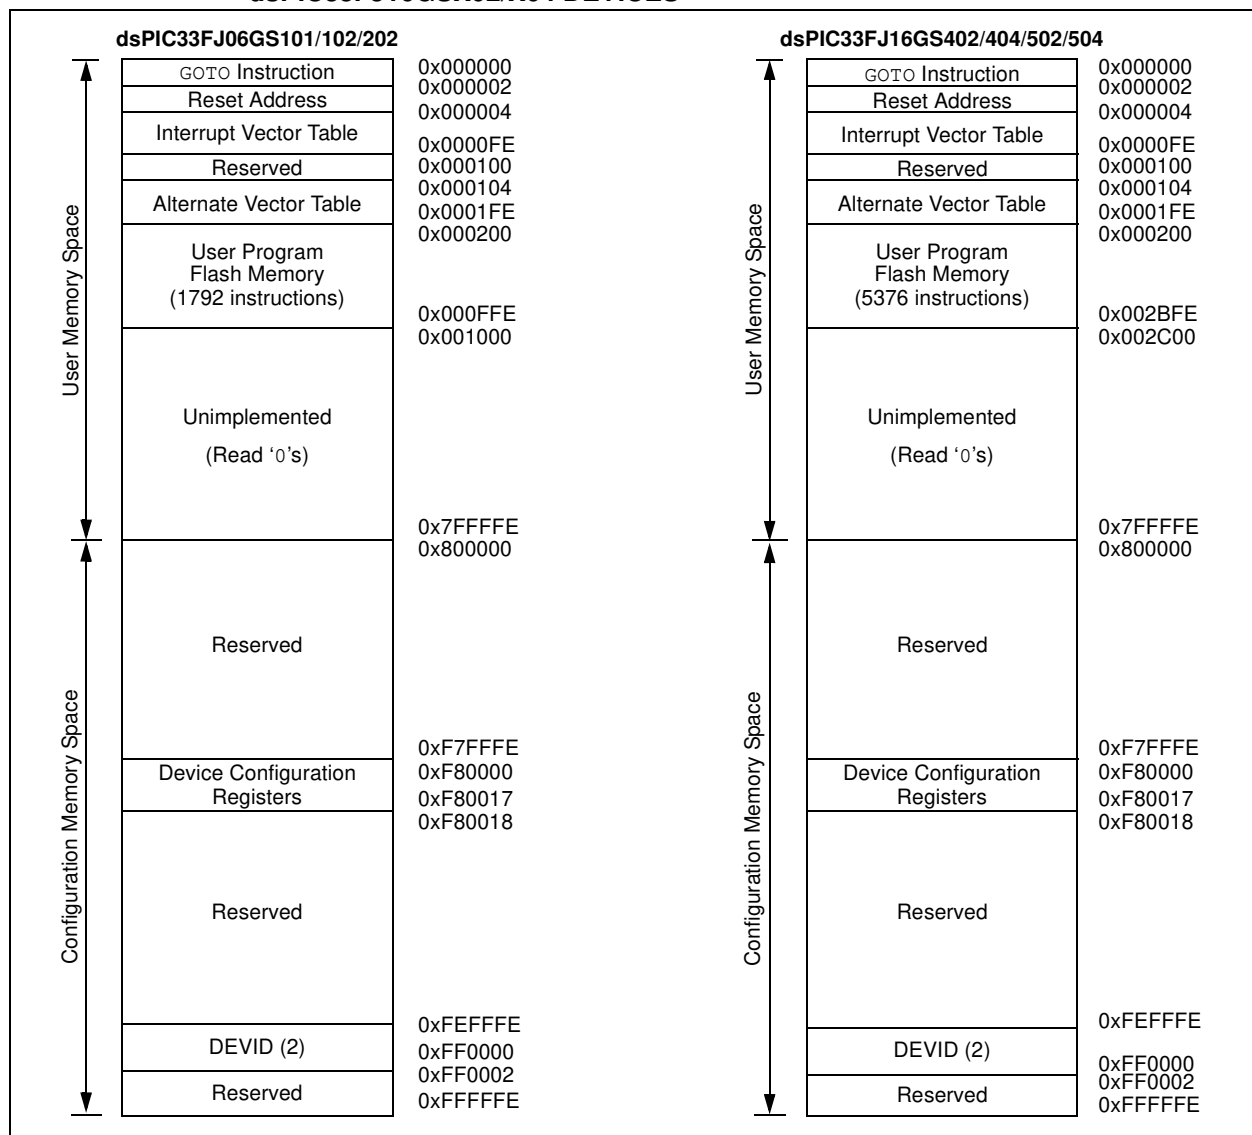 dsPIC33FJ06GS101/102/202
User Memory Space
Configuration Memory Space
GOTO Instruction
Reset Address
Interrupt Vector Table
Reserved
Alternate Vector Table
User Program
Flash Memory
(1792 instructions)
Unimplemented
(Read ‘0’s)
Reserved
Device Configuration
Registers
Reserved
DEVID (2)
Reserved
0x000000
0x000002
0x000004
0x0000FE
0x000100
0x000104
0x0001FE
0x000200
0x000FFE
0x001000
0x7FFFFE
0x800000
0xF7FFFE
0xF80000
0xF80017
0xF80018
0xFEFFFE
0xFF0000
0xFF0002
0xFFFFFE
dsPIC33FJ16GS402/404/502/504
User Memory Space
Configuration Memory Space
GOTO Instruction
Reset Address
Interrupt Vector Table
Reserved
Alternate Vector Table
User Program
Flash Memory
(5376 instructions)
Unimplemented
(Read ‘0’s)
Reserved
Device Configuration
Registers
Reserved
DEVID (2)
Reserved
0x000000
0x000002
0x000004
0x0000FE
0x000100
0x000104
0x0001FE
0x000200
0x002BFE
0x002C00
0x7FFFFE
0x800000
0xF7FFFE
0xF80000
0xF80017
0xF80018
0xFEFFFE
0xFF0000
0xFF0002
0xFFFFFE